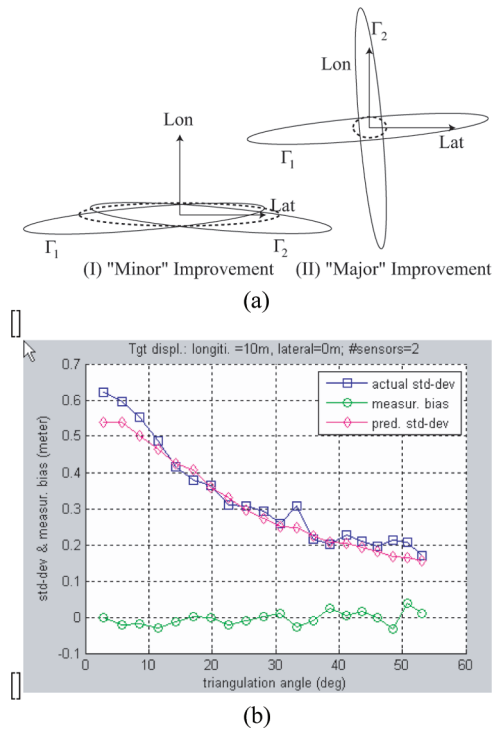 Γ2
Lon
Lon
Lat
Γ1
Lat
Γ1
Γ2
(I) "Minor" Improvement
(II) "Major" Improvement
(a)
[]
Tgt displ.: longiti. =10m, lateral=0m; #sensors=2
0.7
0.6
0.5
0.4
0.3
0.2
0.1
0
-0.1
actual std-dev
measur. bias
pred. std-dev
std-dev & measur. bias (meter)
0
10
20
30
40
50
60
triangulation angle (deg)
[]
(b)